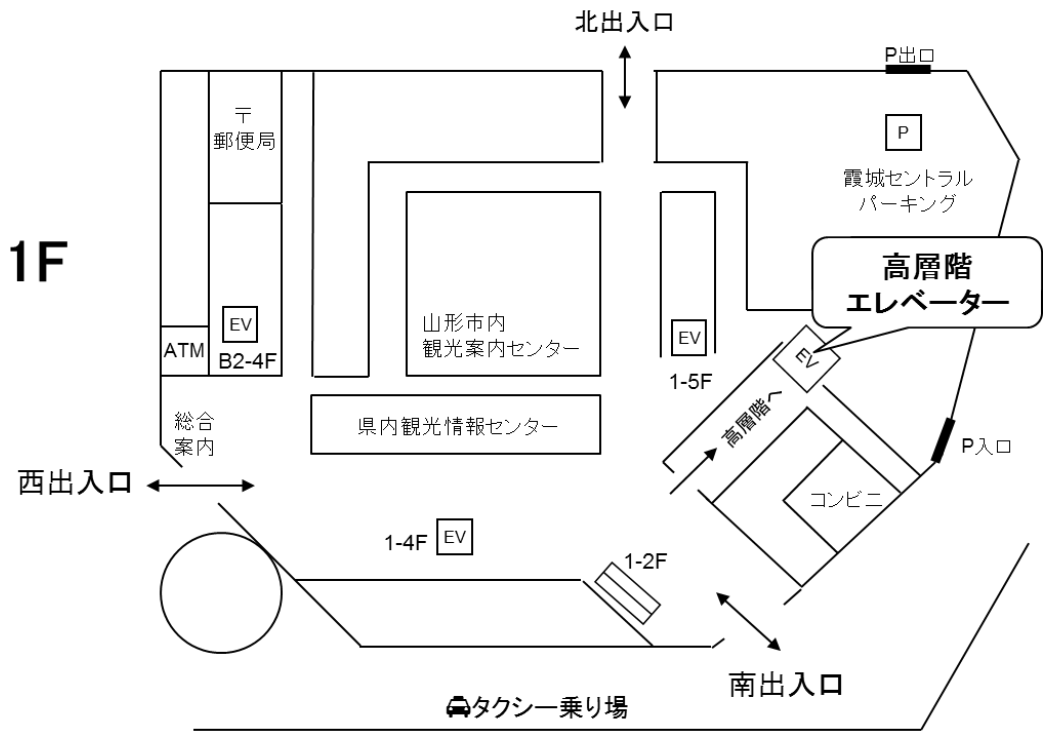 北出入口
P出口
〒
郵便局
P
霞城セントラル
パーキング
1F
高層階
エレベーター
EV
ATM
B2-4F
山形市内
観光案内センター
EV
1-5F
EV
高層階へ
総合
案内
県内観光情報センター
P入口
西出入口
コンビニ
1-4F
EV
1-2F
南出入口
タクシー乗り場